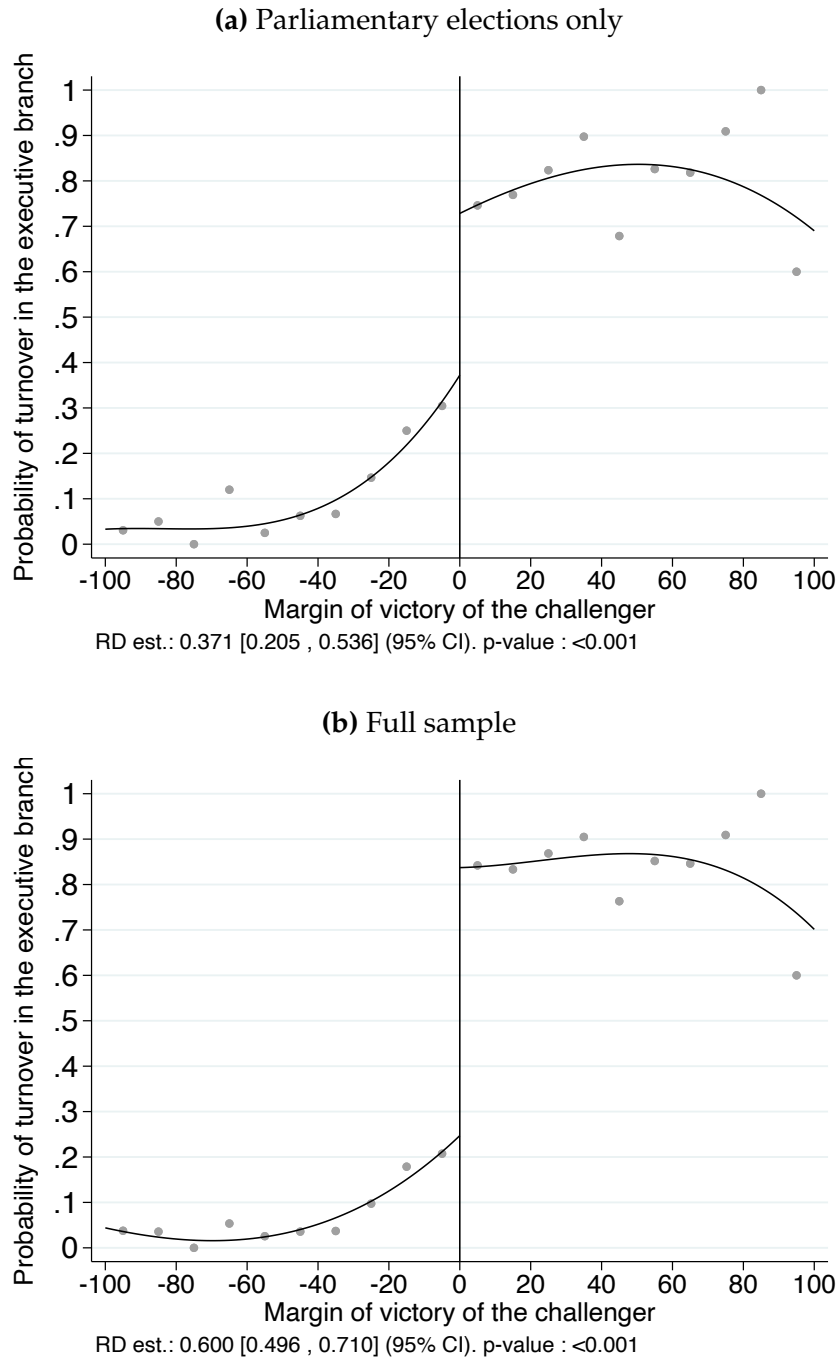 (a) Parliamentary elections only
Probability of turnover in the executive branch
1
.9
.8
.7
.6
.5
.4
.3
.2
.1
0
-100 -80 -60 -40 -20 0 20 40 60 80 100
Margin of victory of the challenger
RD est.: 0.371 [0.205 , 0.536] (95% CI). p-value : <0.001
(b) Full sample
Probability of turnover in the executive branch
1
.9
.8
.7
.6
.5
.4
.3
.2
.1
0
-100 -80 -60 -40 -20 0 20 40 60 80 100
Margin of victory of the challenger
RD est.: 0.600 [0.496 , 0.710] (95% CI). p-value : <0.001